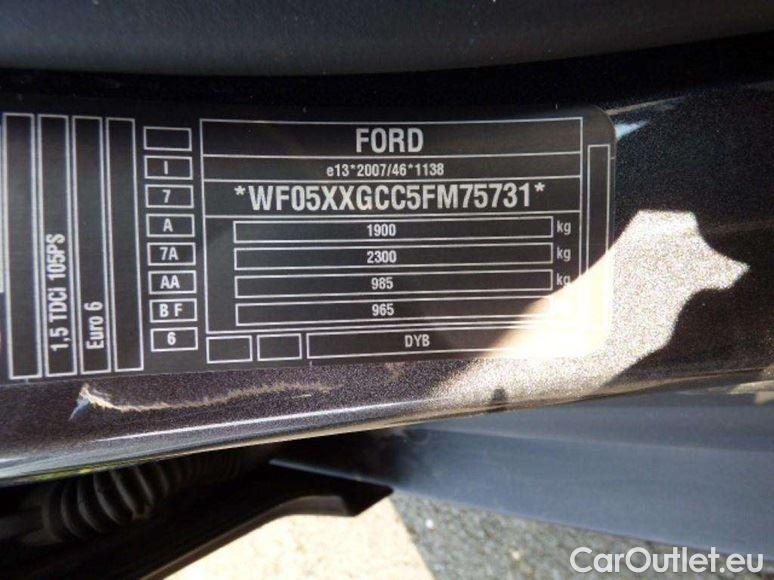 FORD
e13*2007/46*1138
*WF05XXGCC5FM75731*
1900 kg
2300 kg
985 kg
965
DYB
I
7
A
7A
AA
B F
6
1,5 TDCi 105PS
Euro 6
CarOutlet.eu